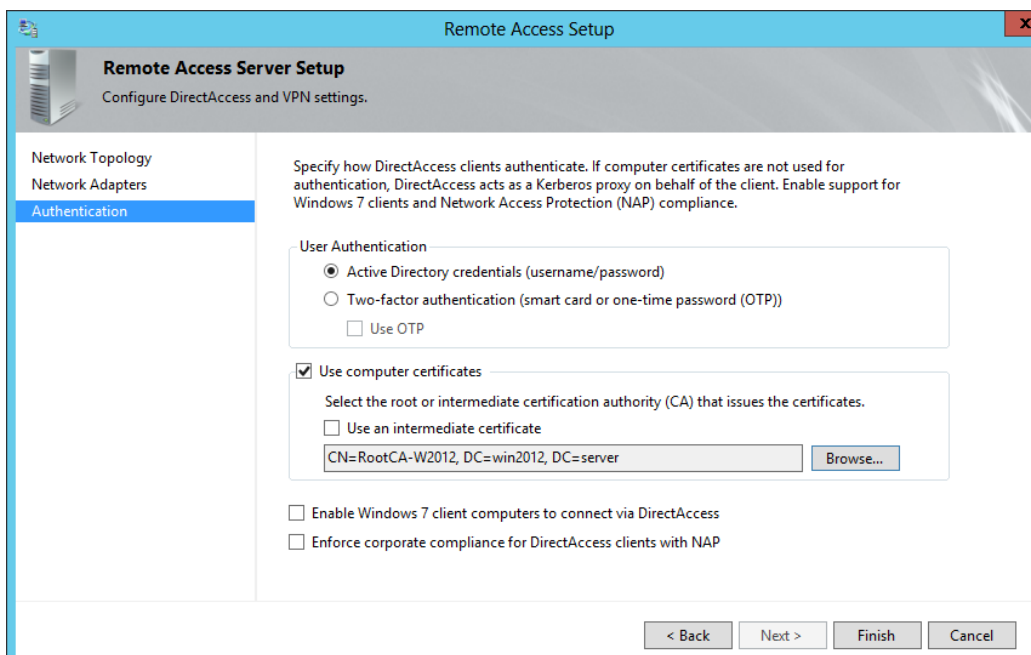 Remote Access Setup
x
Remote Access Server Setup
Configure DirectAccess and VPN settings.
Network Topology
Network Adapters
Authentication
Specify how DirectAccess clients authenticate. If computer certificates are not used for
authentication, DirectAccess acts as a Kerberos proxy on behalf of the client. Enable support for
Windows 7 clients and Network Access Protection (NAP) compliance.
User Authentication
Active Directory credentials (username/password)
Two-factor authentication (smart card or one-time password (OTP))
Use OTP
Use computer certificates
Select the root or intermediate certification authority (CA) that issues the certificates.
Use an intermediate certificate
CN=RootCA-W2012, DC=win2012, DC=server
Browse...
Enable Windows 7 client computers to connect via DirectAccess
Enforce corporate compliance for DirectAccess clients with NAP
< Back
Next >
Finish
Cancel